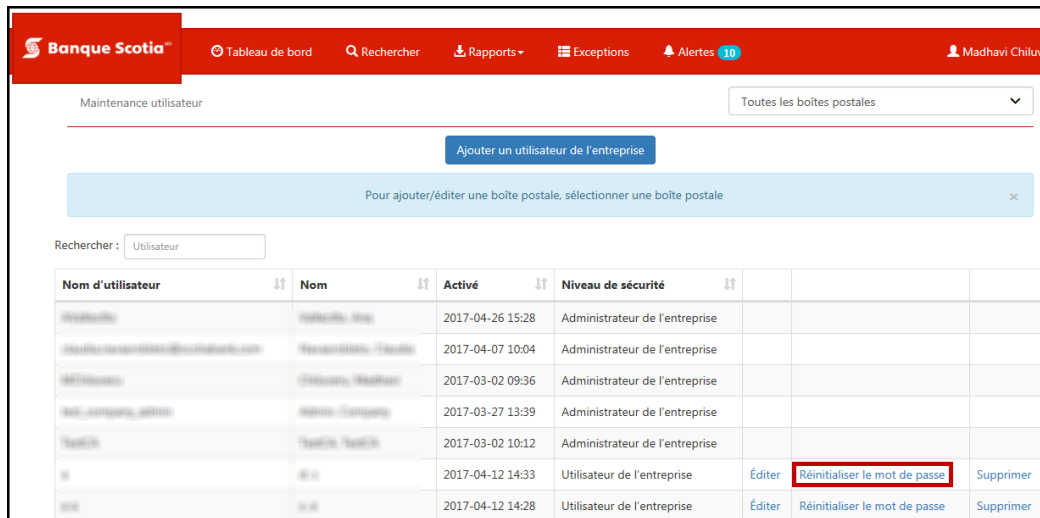 Banque Scotia MD Tableau de bord Rechercher Rapports Exceptions Alertes 10 Madhavi
Maintenance utilisateur Toutes les boîtes postales
Ajouter un utilisateur de l'entreprise
Pour ajouter/éditer une boîte postale, sélectionner une boîte postale ×
Rechercher : Utilisateur
Nom d'utilisateur Nom Activé Niveau de sécurité
2017-04-26 15:28 Administrateur de l'entreprise
2017-04-07 10:04 Administrateur de l'entreprise
2017-03-02 09:36 Administrateur de l'entreprise
2017-03-27 13:39 Administrateur de l'entreprise
2017-03-02 10:12 Administrateur de l'entreprise
2017-04-12 14:33 Utilisateur de l'entreprise Éditer Réinitialiser le mot de passe Supprimer
2017-04-12 14:28 Utilisateur de l'entreprise Éditer Réinitialiser le mot de passe Supprimer